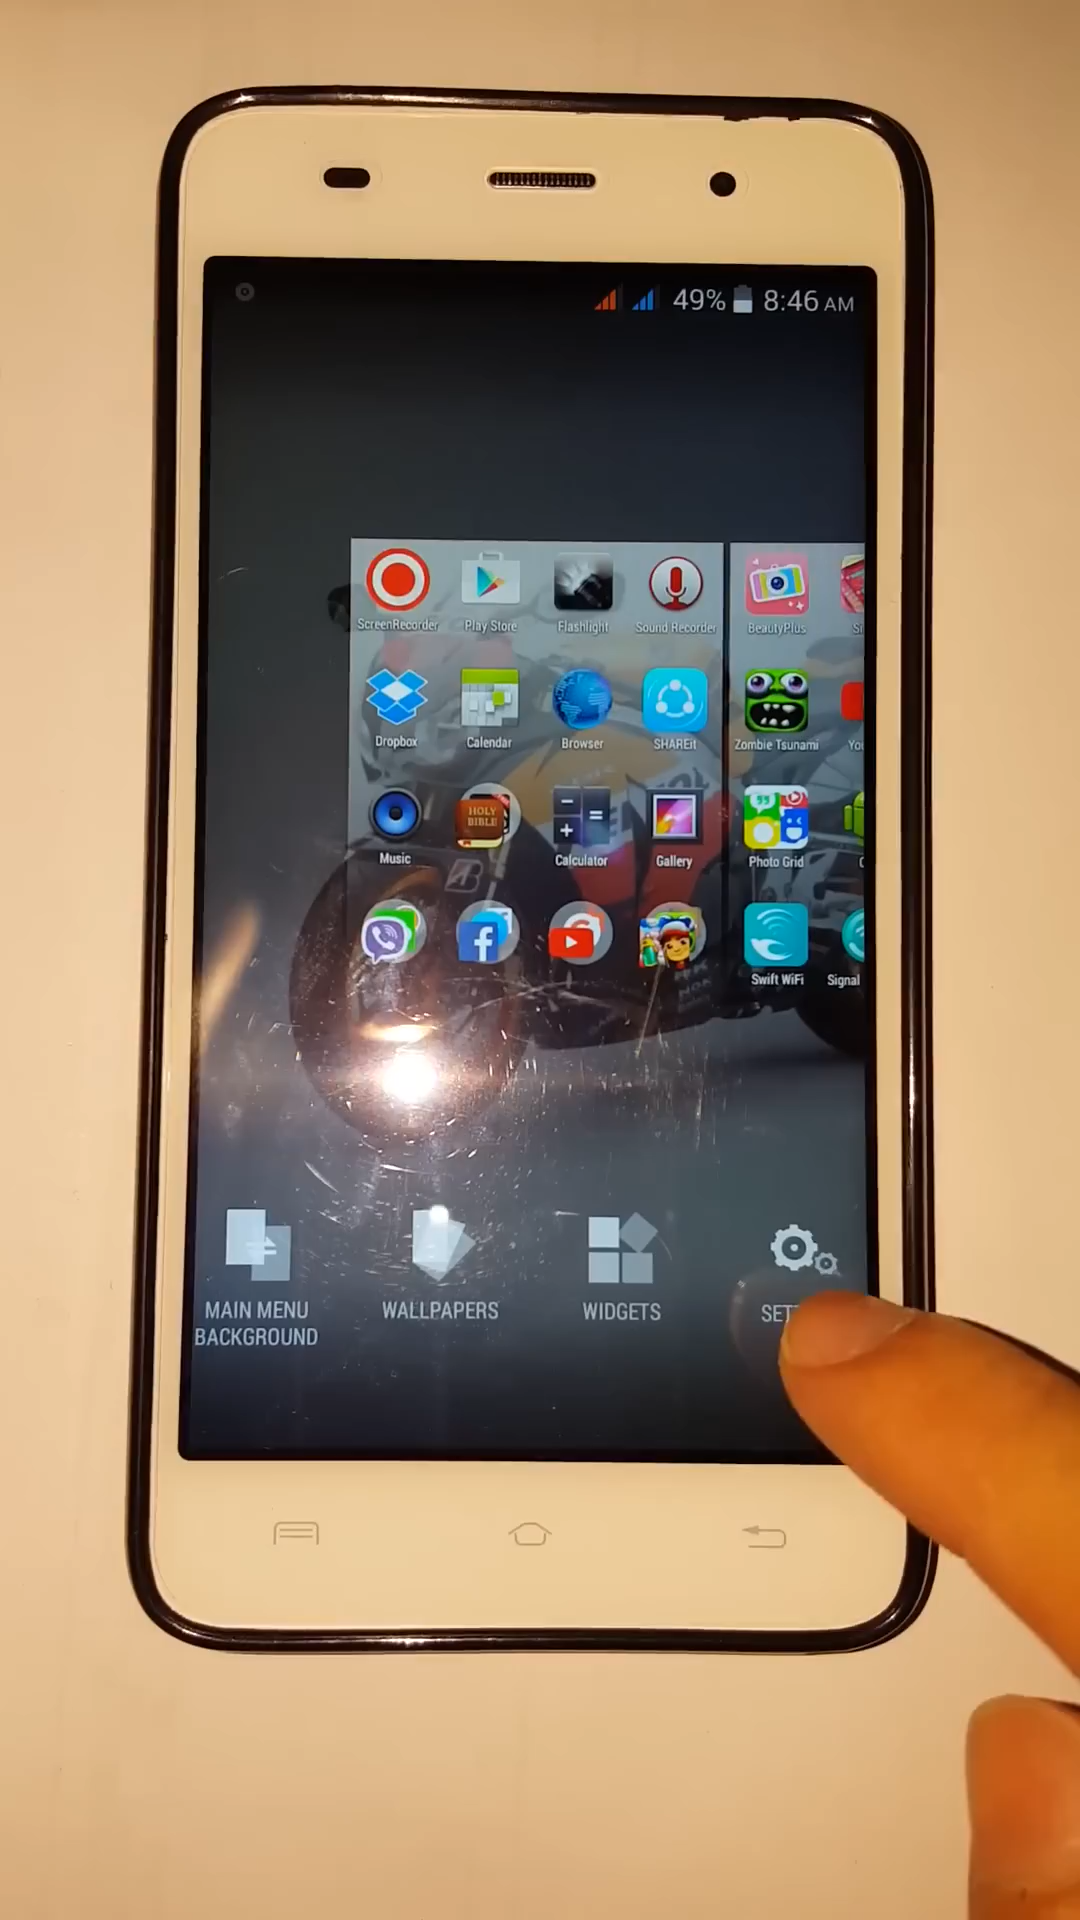 49% 8:46 AM
ScreenRecorder Play Store Flashlight Sound Recorder BeautyPlus
Dropbox Calendar Browser SHAREit Zombie Tsunami
HOLY
BIBLE
Music Calculator Gallery Photo Grid
Swift WiFi Signal
MAIN MENU
BACKGROUND
WALLPAPERS
WIDGETS
SET